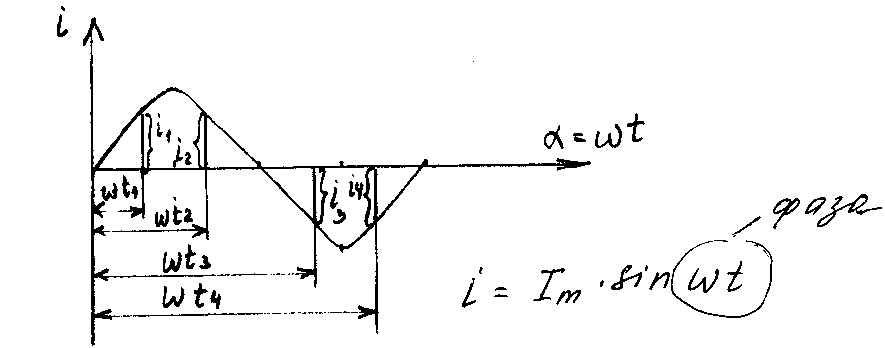 i
i₁ i₂
α = ωt
i₃ i₄
ωt₁
ωt₂
ωt₃
ωt₄
фаза
i = Iₘ · sin ωt